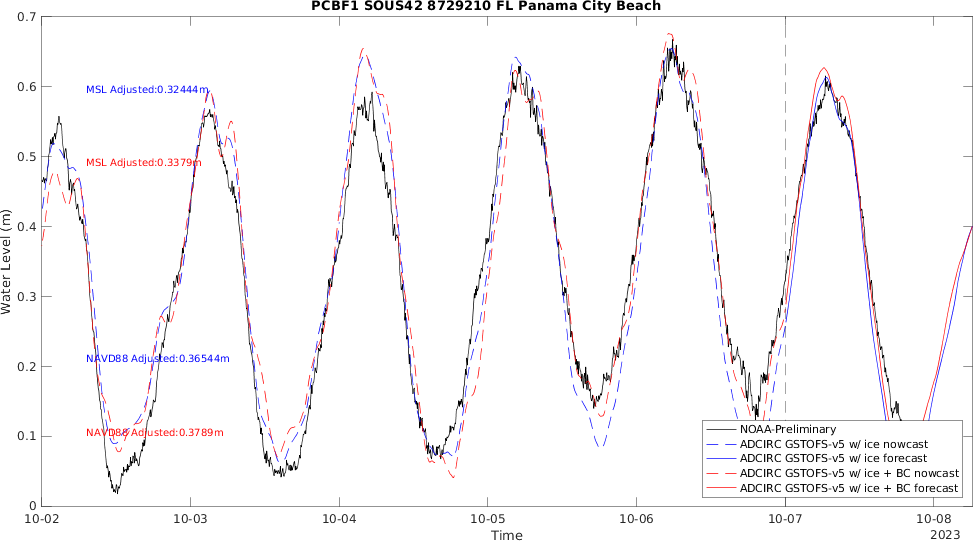 PCBF1 SOUS42 8729210 FL Panama City Beach
Water Level (m)
0.7
0.6
0.5
0.4
0.3
0.2
0.1
0
MSL Adjusted:0.32444m
MSL Adjusted:0.3379m
NAVD88 Adjusted:0.36544m
NAVD88 Adjusted:0.3789m
NOAA-Preliminary
ADCIRC GSTOFS-v5 w/ ice nowcast
ADCIRC GSTOFS-v5 w/ ice forecast
ADCIRC GSTOFS-v5 w/ ice + BC nowcast
ADCIRC GSTOFS-v5 w/ ice + BC forecast
10-02 10-03 10-04 10-05 10-06 10-07 10-08
Time
2023